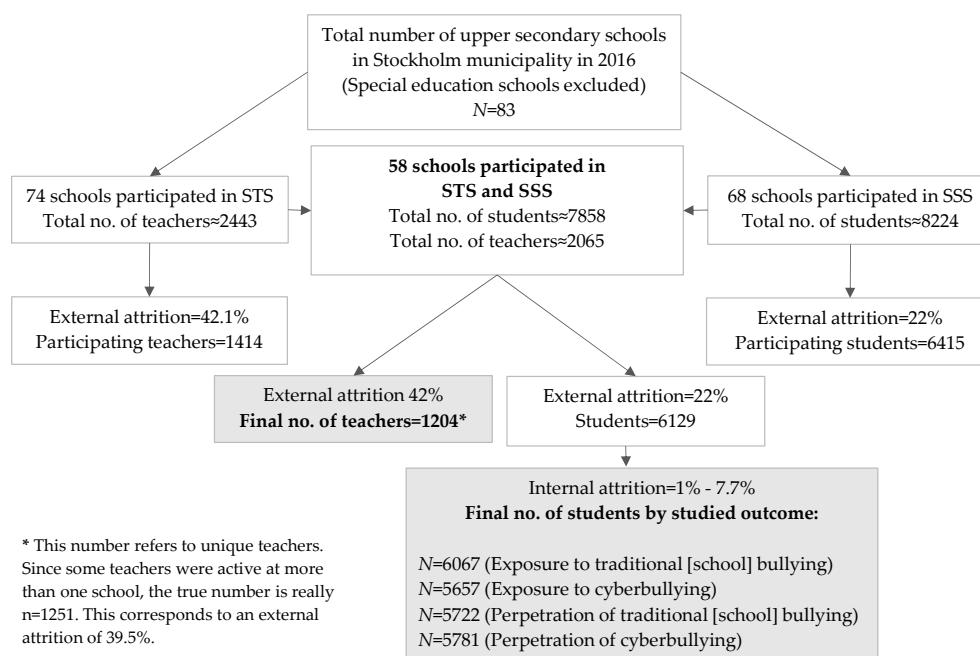 Total number of upper secondary schools
in Stockholm municipality in 2016
(Special education schools excluded)
N=83
74 schools participated in STS
Total no. of teachers≈2443
58 schools participated in
STS and SSS
Total no. of students≈7858
Total no. of teachers≈2065
68 schools participated in SSS
Total no. of students≈8224
External attrition=42.1%
Participating teachers=1414
External attrition=22%
Participating students=6415
External attrition 42%
Final no. of teachers=1204*
External attrition=22%
Students=6129
Internal attrition=1% - 7.7%
Final no. of students by studied outcome:
N=6067 (Exposure to traditional [school] bullying)
N=5657 (Exposure to cyberbullying)
N=5722 (Perpetration of traditional [school] bullying)
N=5781 (Perpetration of cyberbullying)
* This number refers to unique teachers.
Since some teachers were active at more
than one school, the true number is really
n=1251. This corresponds to an external
attrition of 39.5%.